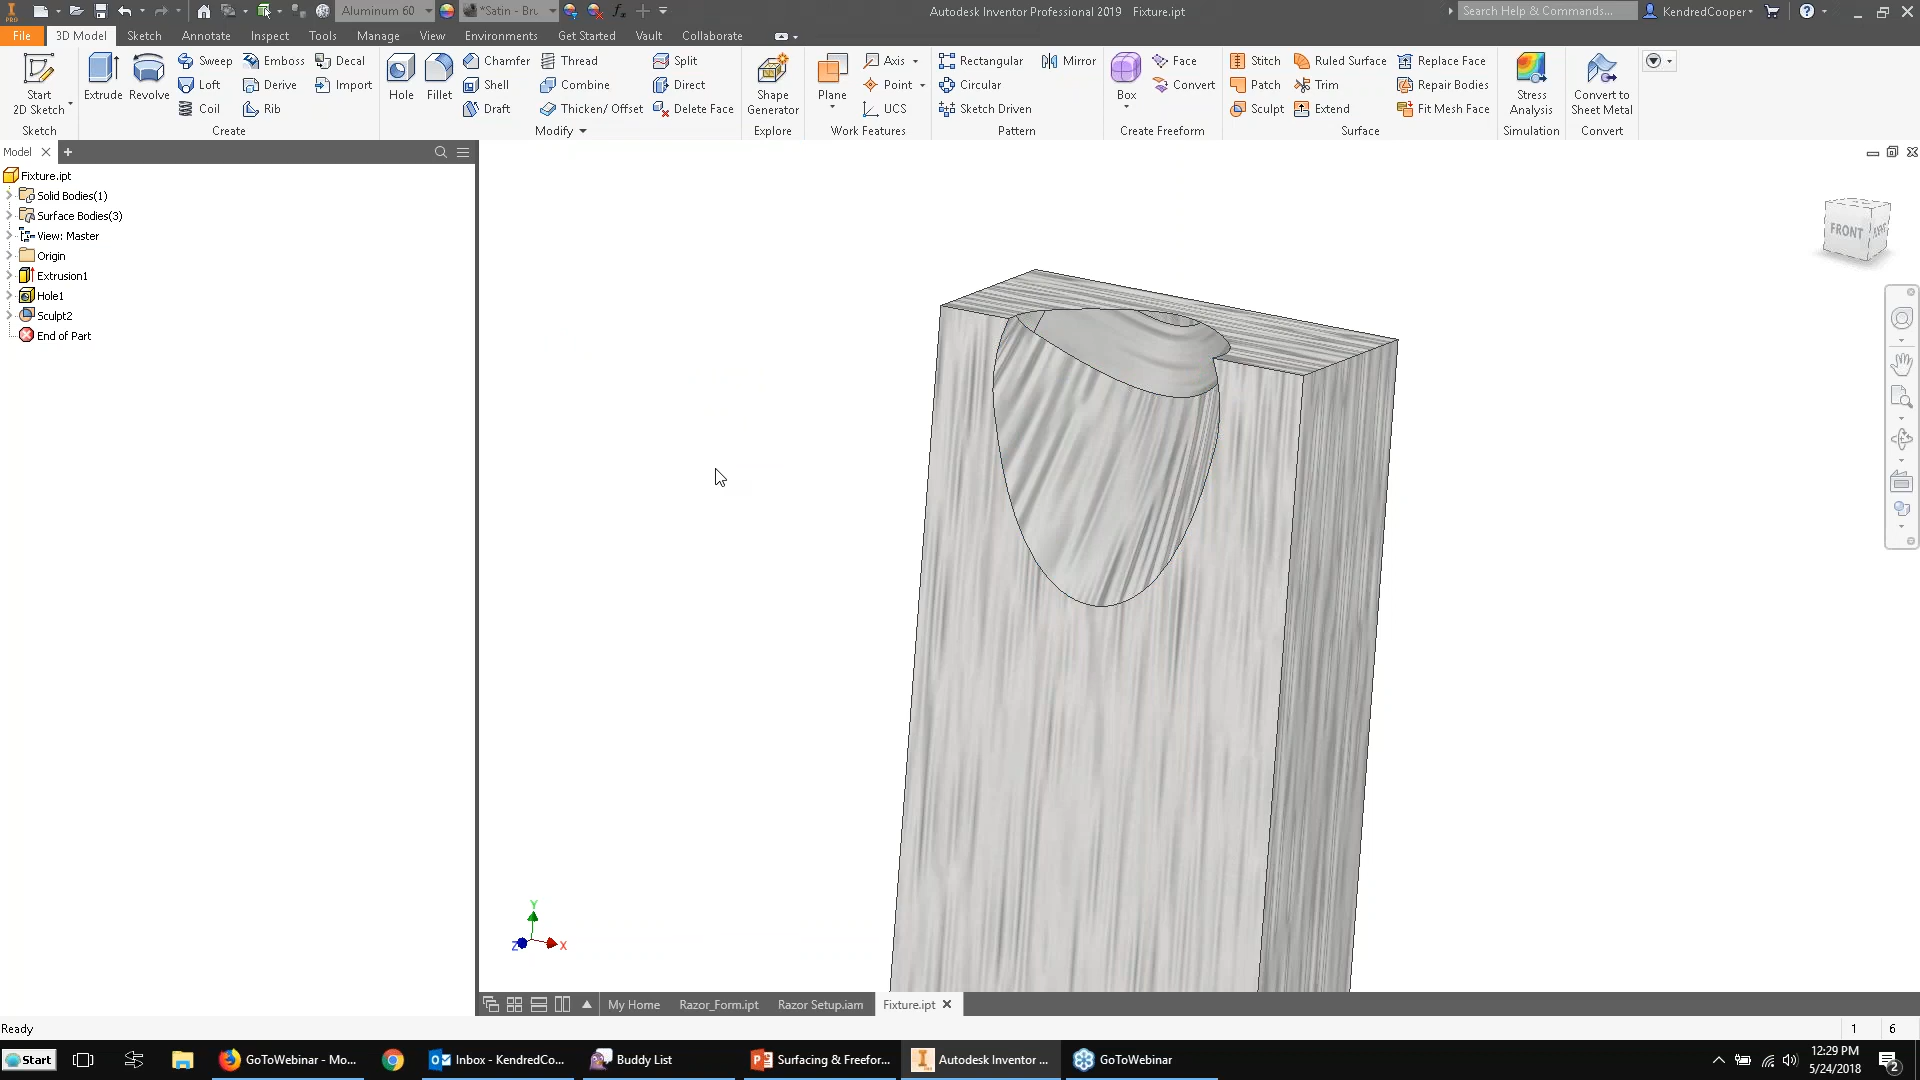 PRO
Aluminum 60
*Satin - Bru
Autodesk Inventor Professional 2019 Fixture.ipt
Search Help & Commands...
KendredCooper
File
3D Model
Sketch
Annotate
Inspect
Tools
Manage
View
Environments
Get Started
Vault
Collaborate
Start
2D Sketch
Sketch
Extrude
Revolve
Sweep
Loft
Coil
Emboss
Derive
Rib
Decal
Import
Create
Hole
Fillet
Chamfer
Shell
Draft
Thread
Combine
Thicken/ Offset
Split
Direct
Delete Face
Modify
Shape
Generator
Explore
Plane
Axis
Point
UCS
Work Features
Rectangular
Circular
Sketch Driven
Mirror
Pattern
Box
Face
Convert
Create Freeform
Stitch
Patch
Sculpt
Ruled Surface
Trim
Extend
Replace Face
Repair Bodies
Fit Mesh Face
Surface
Stress
Analysis
Simulation
Convert to
Sheet Metal
Convert
Model
Fixture.ipt
Solid Bodies(1)
Surface Bodies(3)
View: Master
Origin
Extrusion1
Hole1
Sculpt2
End of Part
FRONT
Y
Z
X
My Home
Razor_Form.ipt
Razor Setup.iam
Fixture.ipt
Ready
1
6
Start
GoToWebinar - Mo...
Inbox - KendredCo...
Buddy List
Surfacing & Freefor...
Autodesk Inventor ...
GoToWebinar
12:29 PM
5/24/2018
2